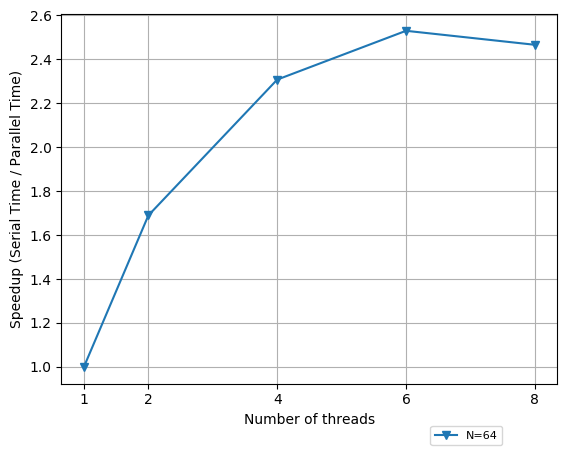 2.6
2.4
2.2
2.0
1.8
1.6
1.4
1.2
1.0
Speedup (Serial Time / Parallel Time)
1 2 4 6 8
Number of threads
N=64